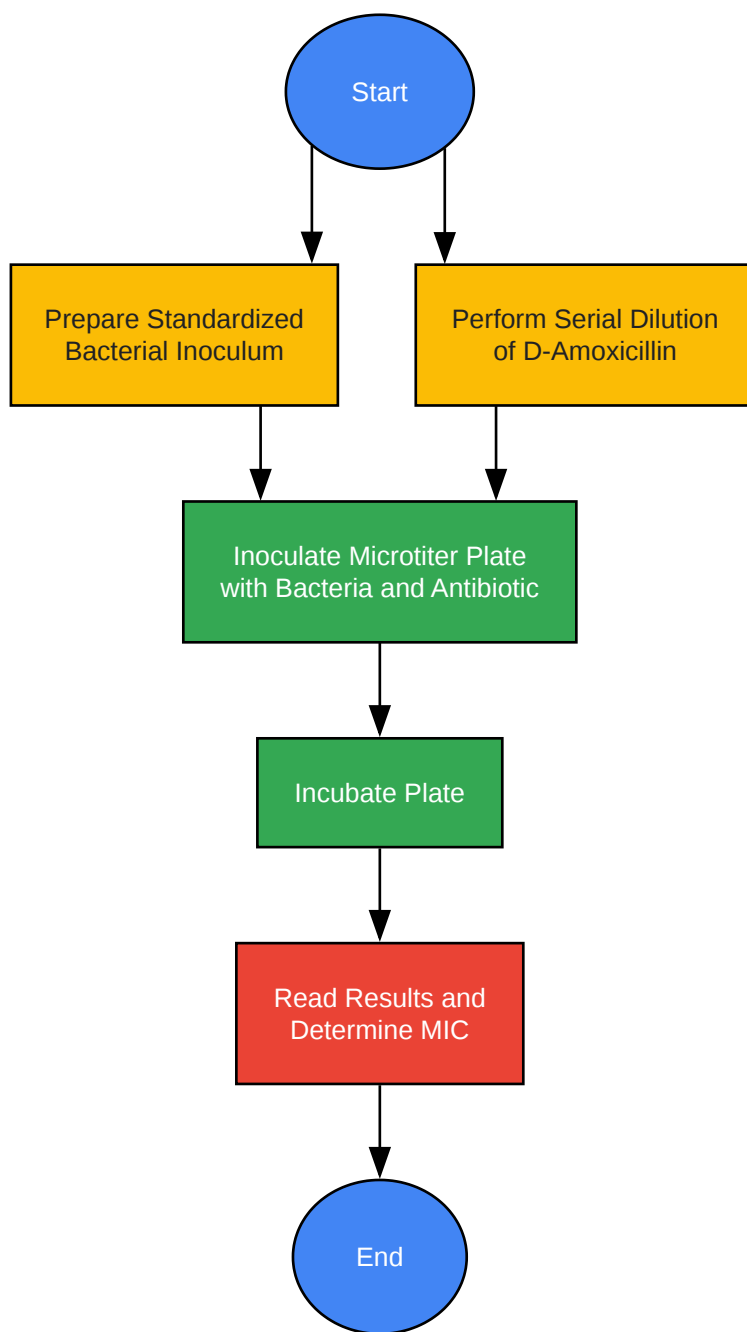 Start
Prepare Standardized
Bacterial Inoculum
Perform Serial Dilution
of D-Amoxicillin
Inoculate Microtiter Plate
with Bacteria and Antibiotic
Incubate Plate
Read Results and
Determine MIC
End